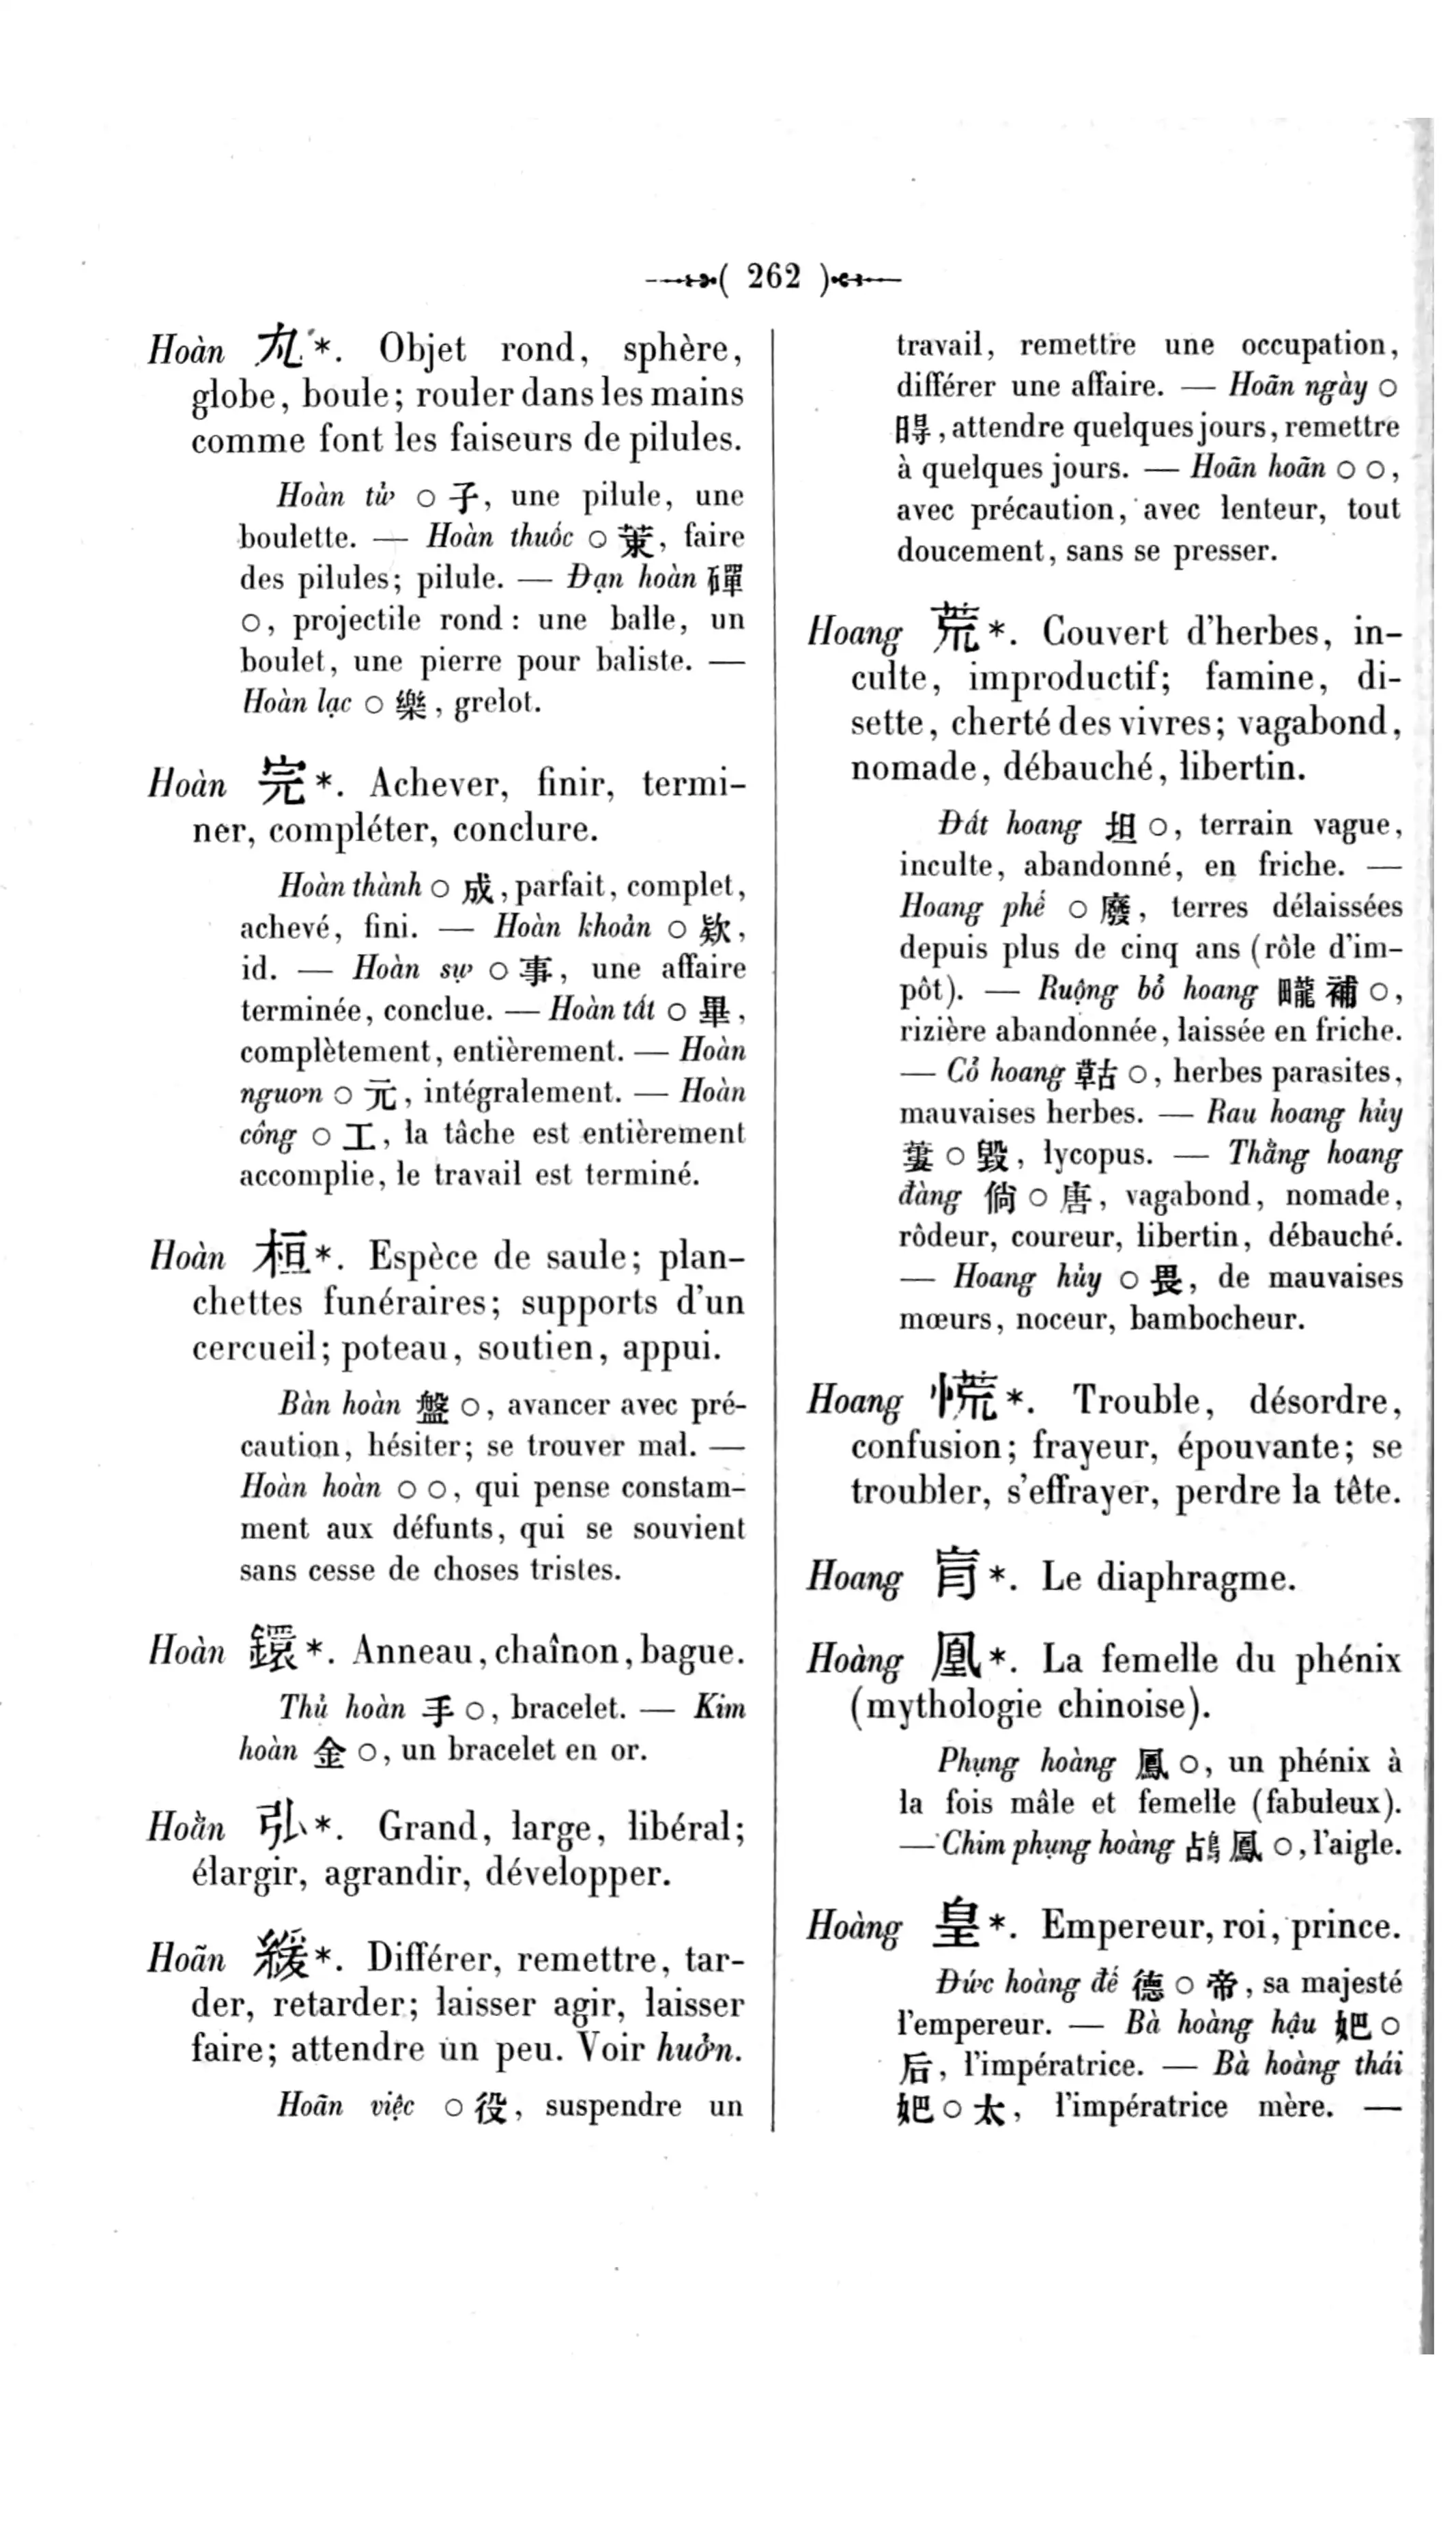 ( 262 )
Hoàn 丸*. Objet rond, sphère,
globe, boule; rouler dans les mains
comme font les faiseurs de pilules.
Hoàn tử ○ 子, une pilule, une
boulette. — Hoàn thuốc ○ 茦, faire
des pilules; pilule. — Đạn hoàn 磾
○, projectile rond: une balle, un
boulet, une pierre pour baliste. —
Hoàn lạc ○ 樂, grelot.
Hoàn 完*. Achever, finir, termi-
ner, compléter, conclure.
Hoàn thành ○ 成, parfait, complet,
achevé, fini. — Hoàn khoản ○ 欵,
id. — Hoàn sự ○ 事, une affaire
terminée, conclue. — Hoàn tất ○ 畢,
complètement, entièrement. — Hoàn
nguơn ○ 元, intégralement. — Hoàn
công ○ 工, la tâche est entièrement
accomplie, le travail est terminé.
Hoàn 桓*. Espèce de saule; plan-
chettes funéraires; supports d'un
cercueil; poteau, soutien, appui.
Bàn hoàn 盤 ○, avancer avec pré-
caution, hésiter; se trouver mal. —
Hoàn hoàn ○ ○, qui pense constam-
ment aux défunts, qui se souvient
sans cesse de choses tristes.
Hoàn 鐶*. Anneau, chaînon, bague.
Thủ hoàn 手 ○, bracelet. — Kim
hoàn 金 ○, un bracelet en or.
Hoằn 弘*. Grand, large, libéral;
élargir, agrandir, développer.
Hoãn 緩*. Différer, remettre, tar-
der, retarder; laisser agir, laisser
faire; attendre un peu. Voir huởn.
Hoãn việc ○ 役, suspendre un
travail, remettre une occupation,
différer une affaire. — Hoãn ngày ○
𣈜, attendre quelques jours, remettre
à quelques jours. — Hoãn hoãn ○ ○,
avec précaution, avec lenteur, tout
doucement, sans se presser.
Hoang 荒*. Couvert d'herbes, in-
culte, improductif; famine, di-
sette, cherté des vivres; vagabond,
nomade, débauché, libertin.
Đất hoang 坦 ○, terrain vague,
inculte, abandonné, en friche. —
Hoang phế ○ 廢, terres délaissées
depuis plus de cinq ans (rôle d'im-
pôt). — Ruộng bỏ hoang 𪽞 補 ○,
rizière abandonnée, laissée en friche.
— Cỏ hoang 𦹵 ○, herbes parasites,
mauvaises herbes. — Rau hoang hủy
蔞 ○ 毀, lycopus. — Thằng hoang
đàng 倘 ○ 唐, vagabond, nomade,
rôdeur, coureur, libertin, débauché.
— Hoang hủy ○ 畏, de mauvaises
mœurs, noceur, bambocheur.
Hoang 慌*. Trouble, désordre,
confusion; frayeur, épouvante; se
troubler, s'effrayer, perdre la tête.
Hoang 肓*. Le diaphragme.
Hoàng 凰*. La femelle du phénix
(mythologie chinoise).
Phụng hoàng 鳳 ○, un phénix à
la fois mâle et femelle (fabuleux).
— Chim phụng hoàng 鴣 鳳 ○, l'aigle.
Hoàng 皇*. Empereur, roi, prince.
Đức hoàng đế 德 ○ 帝, sa majesté
l'empereur. — Bà hoàng hậu 妑 ○
后, l'impératrice. — Bà hoàng thái
妑 ○ 太, l'impératrice mère. —